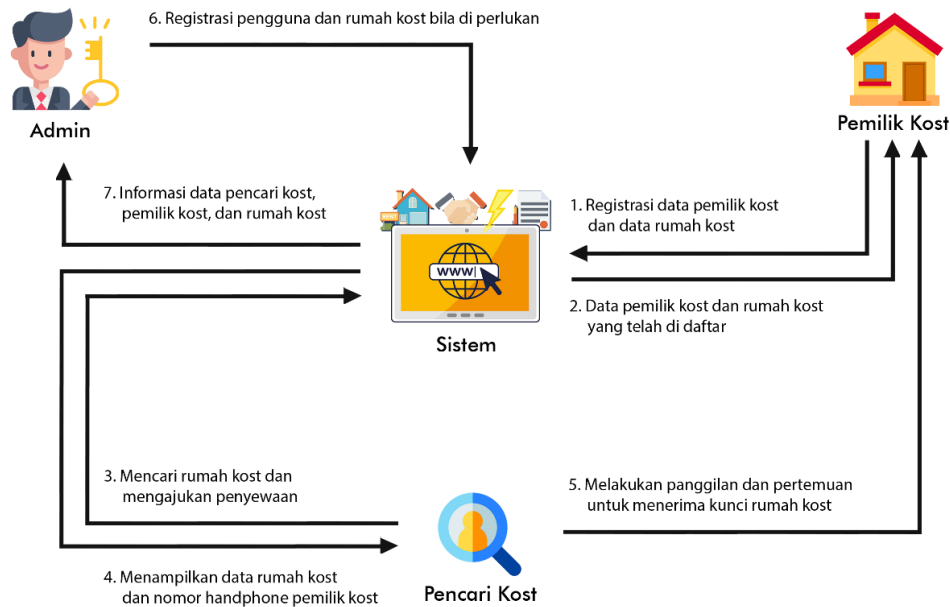 6. Registrasi pengguna dan rumah kost bila di perlukan
Admin
Pemilik Kost
7. Informasi data pencari kost,
pemilik kost, dan rumah kost
1. Registrasi data pemilik kost
dan data rumah kost
RENT
WWW
Sistem
2. Data pemilik kost dan rumah kost
yang telah di daftar
3. Mencari rumah kost dan
mengajukan penyewaan
5. Melakukan panggilan dan pertemuan
untuk menerima kunci rumah kost
4. Menampilkan data rumah kost
dan nomor handphone pemilik kost
Pencari Kost